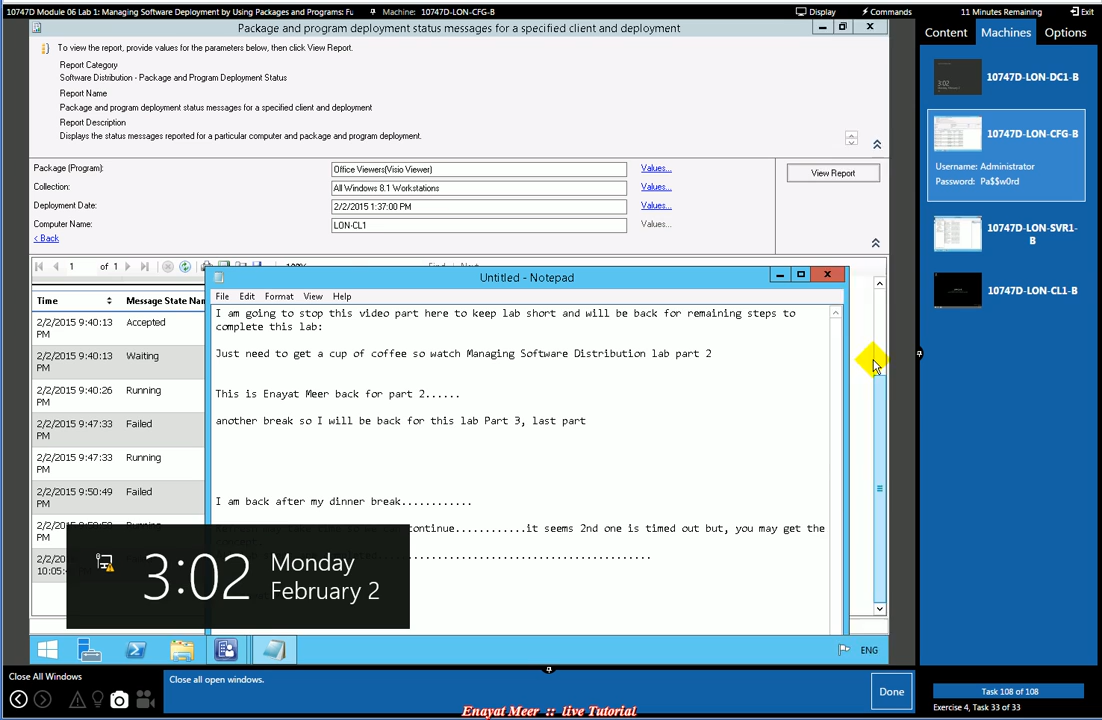 10747D Module 06 Lab 1: Managing Software Deployment by Using Packages and Programs: Fu
Machine: 10747D-LON-CFG-B
Display
Commands
11 Minutes Remaining
Exit
Package and program deployment status messages for a specified client and deployment
Content
Machines
Options
To view the report, provide values for the parameters below, then click View Report.
Report Category
Software Distribution - Package and Program Deployment Status
Report Name
Package and program deployment status messages for a specified client and deployment
Report Description
Displays the status messages reported for a particular computer and package and program deployment.
3:02
10747D-LON-DC1-B
10747D-LON-CFG-B
Username: Administrator
Password: Pa$$w0rd
10747D-LON-SVR1-
B
10747D-LON-CL1-B
Package (Program):
Office Viewers(Visio Viewer)
Values...
View Report
Collection:
All Windows 8.1 Workstations
Values...
Deployment Date:
2/2/2015 1:37:00 PM
Values...
Computer Name:
LON-CL1
Values...
< Back
1 of 1
Time
Message State Nam
2/2/2015 9:40:13
PM
Accepted
2/2/2015 9:40:13
PM
Waiting
2/2/2015 9:40:26
PM
Running
2/2/2015 9:47:33
PM
Failed
2/2/2015 9:47:33
PM
Running
2/2/2015 9:50:49
PM
Failed
Untitled - Notepad
File Edit Format View Help
I am going to stop this video part here to keep lab short and will be back for remaining steps to
complete this lab:
Just need to get a cup of coffee so watch Managing Software Distribution lab part 2
This is Enayat Meer back for part 2......
another break so I will be back for this lab Part 3, last part
I am back after my dinner break............
continue............it seems 2nd one is timed out but, you may get the
3:02
Monday
February 2
ENG
Close All Windows
Close all open windows.
Done
Task 108 of 108
Exercise 4, Task 33 of 33
Enayat Meer :: live Tutorial